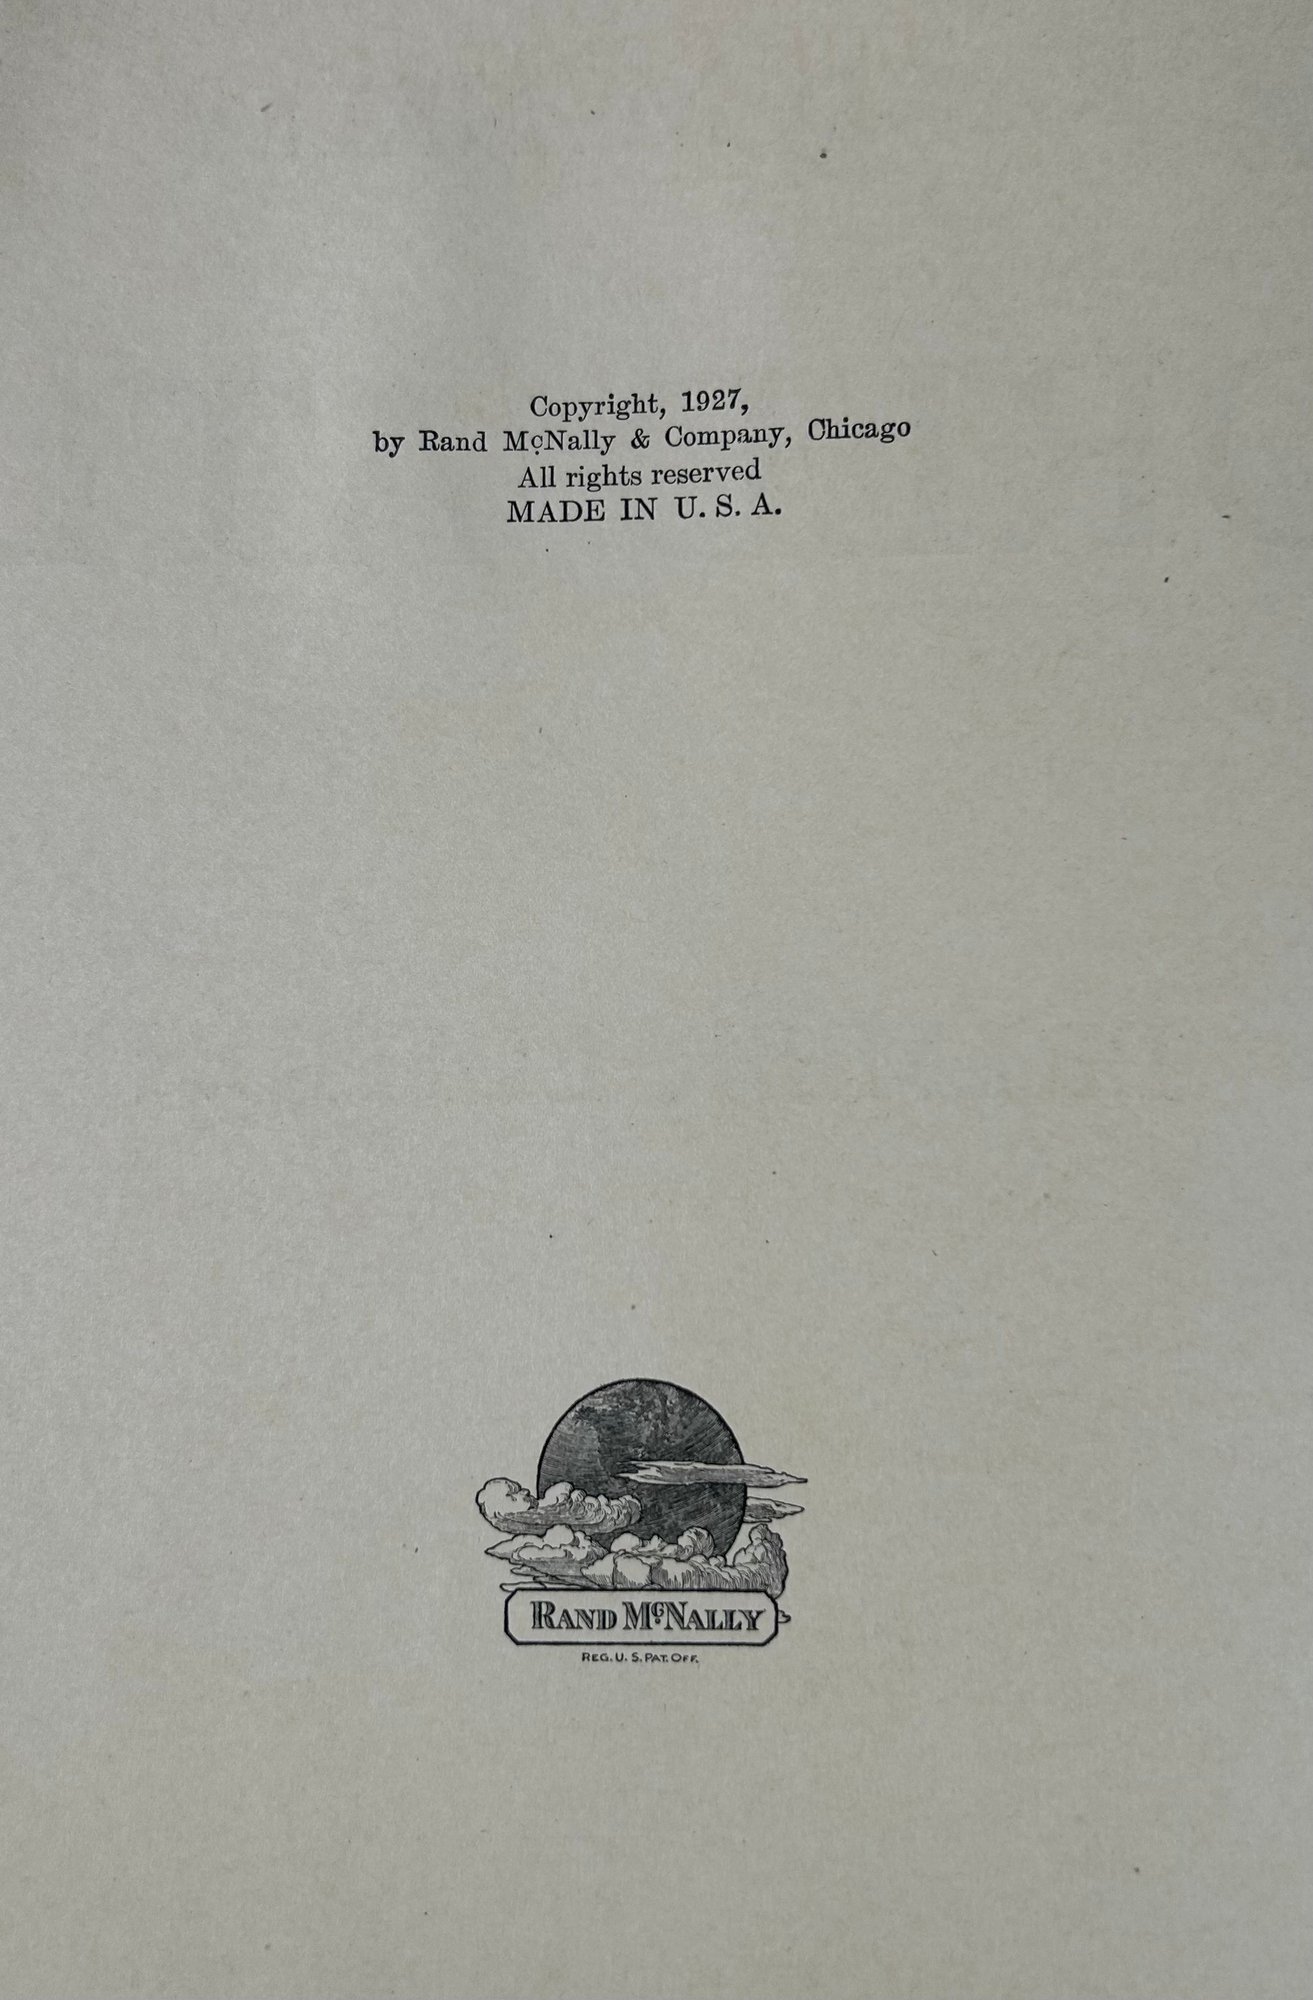 Copyright, 1927,
by Rand McNally & Company, Chicago
All rights reserved
MADE IN U. S. A.
RAND McNALLY
REG. U. S. PAT. OFF.